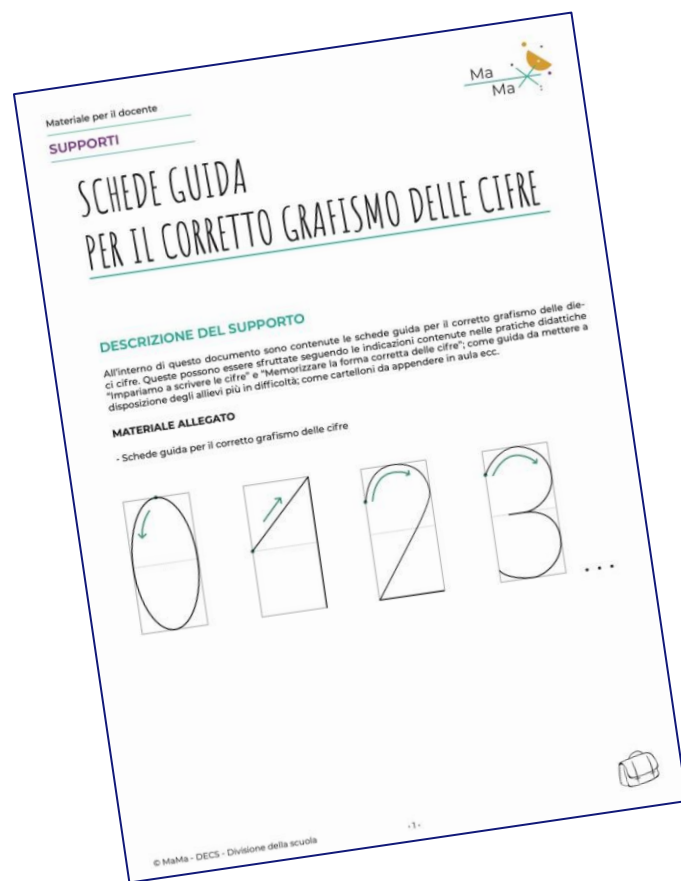 Ma
Ma
Materiale per il docente
SUPPORTI
SCHEDE GUIDA
PER IL CORRETTO GRAFISMO DELLE CIFRE
DESCRIZIONE DEL SUPPORTO
All'interno di questo documento sono contenute le schede guida per il corretto grafismo delle die-
ci cifre. Queste possono essere sfruttate seguendo le indicazioni contenute nelle pratiche didattiche
"Impariamo a scrivere le cifre" e "Memorizzare la forma corretta delle cifre"; come guida da mettere a
disposizione degli allievi più in difficoltà; come cartelloni da appendere in aula ecc.
MATERIALE ALLEGATO
- Schede guida per il corretto grafismo delle cifre
0 1 2 3 ...
© MaMa - DECS - Divisione della scuola
- 1 -